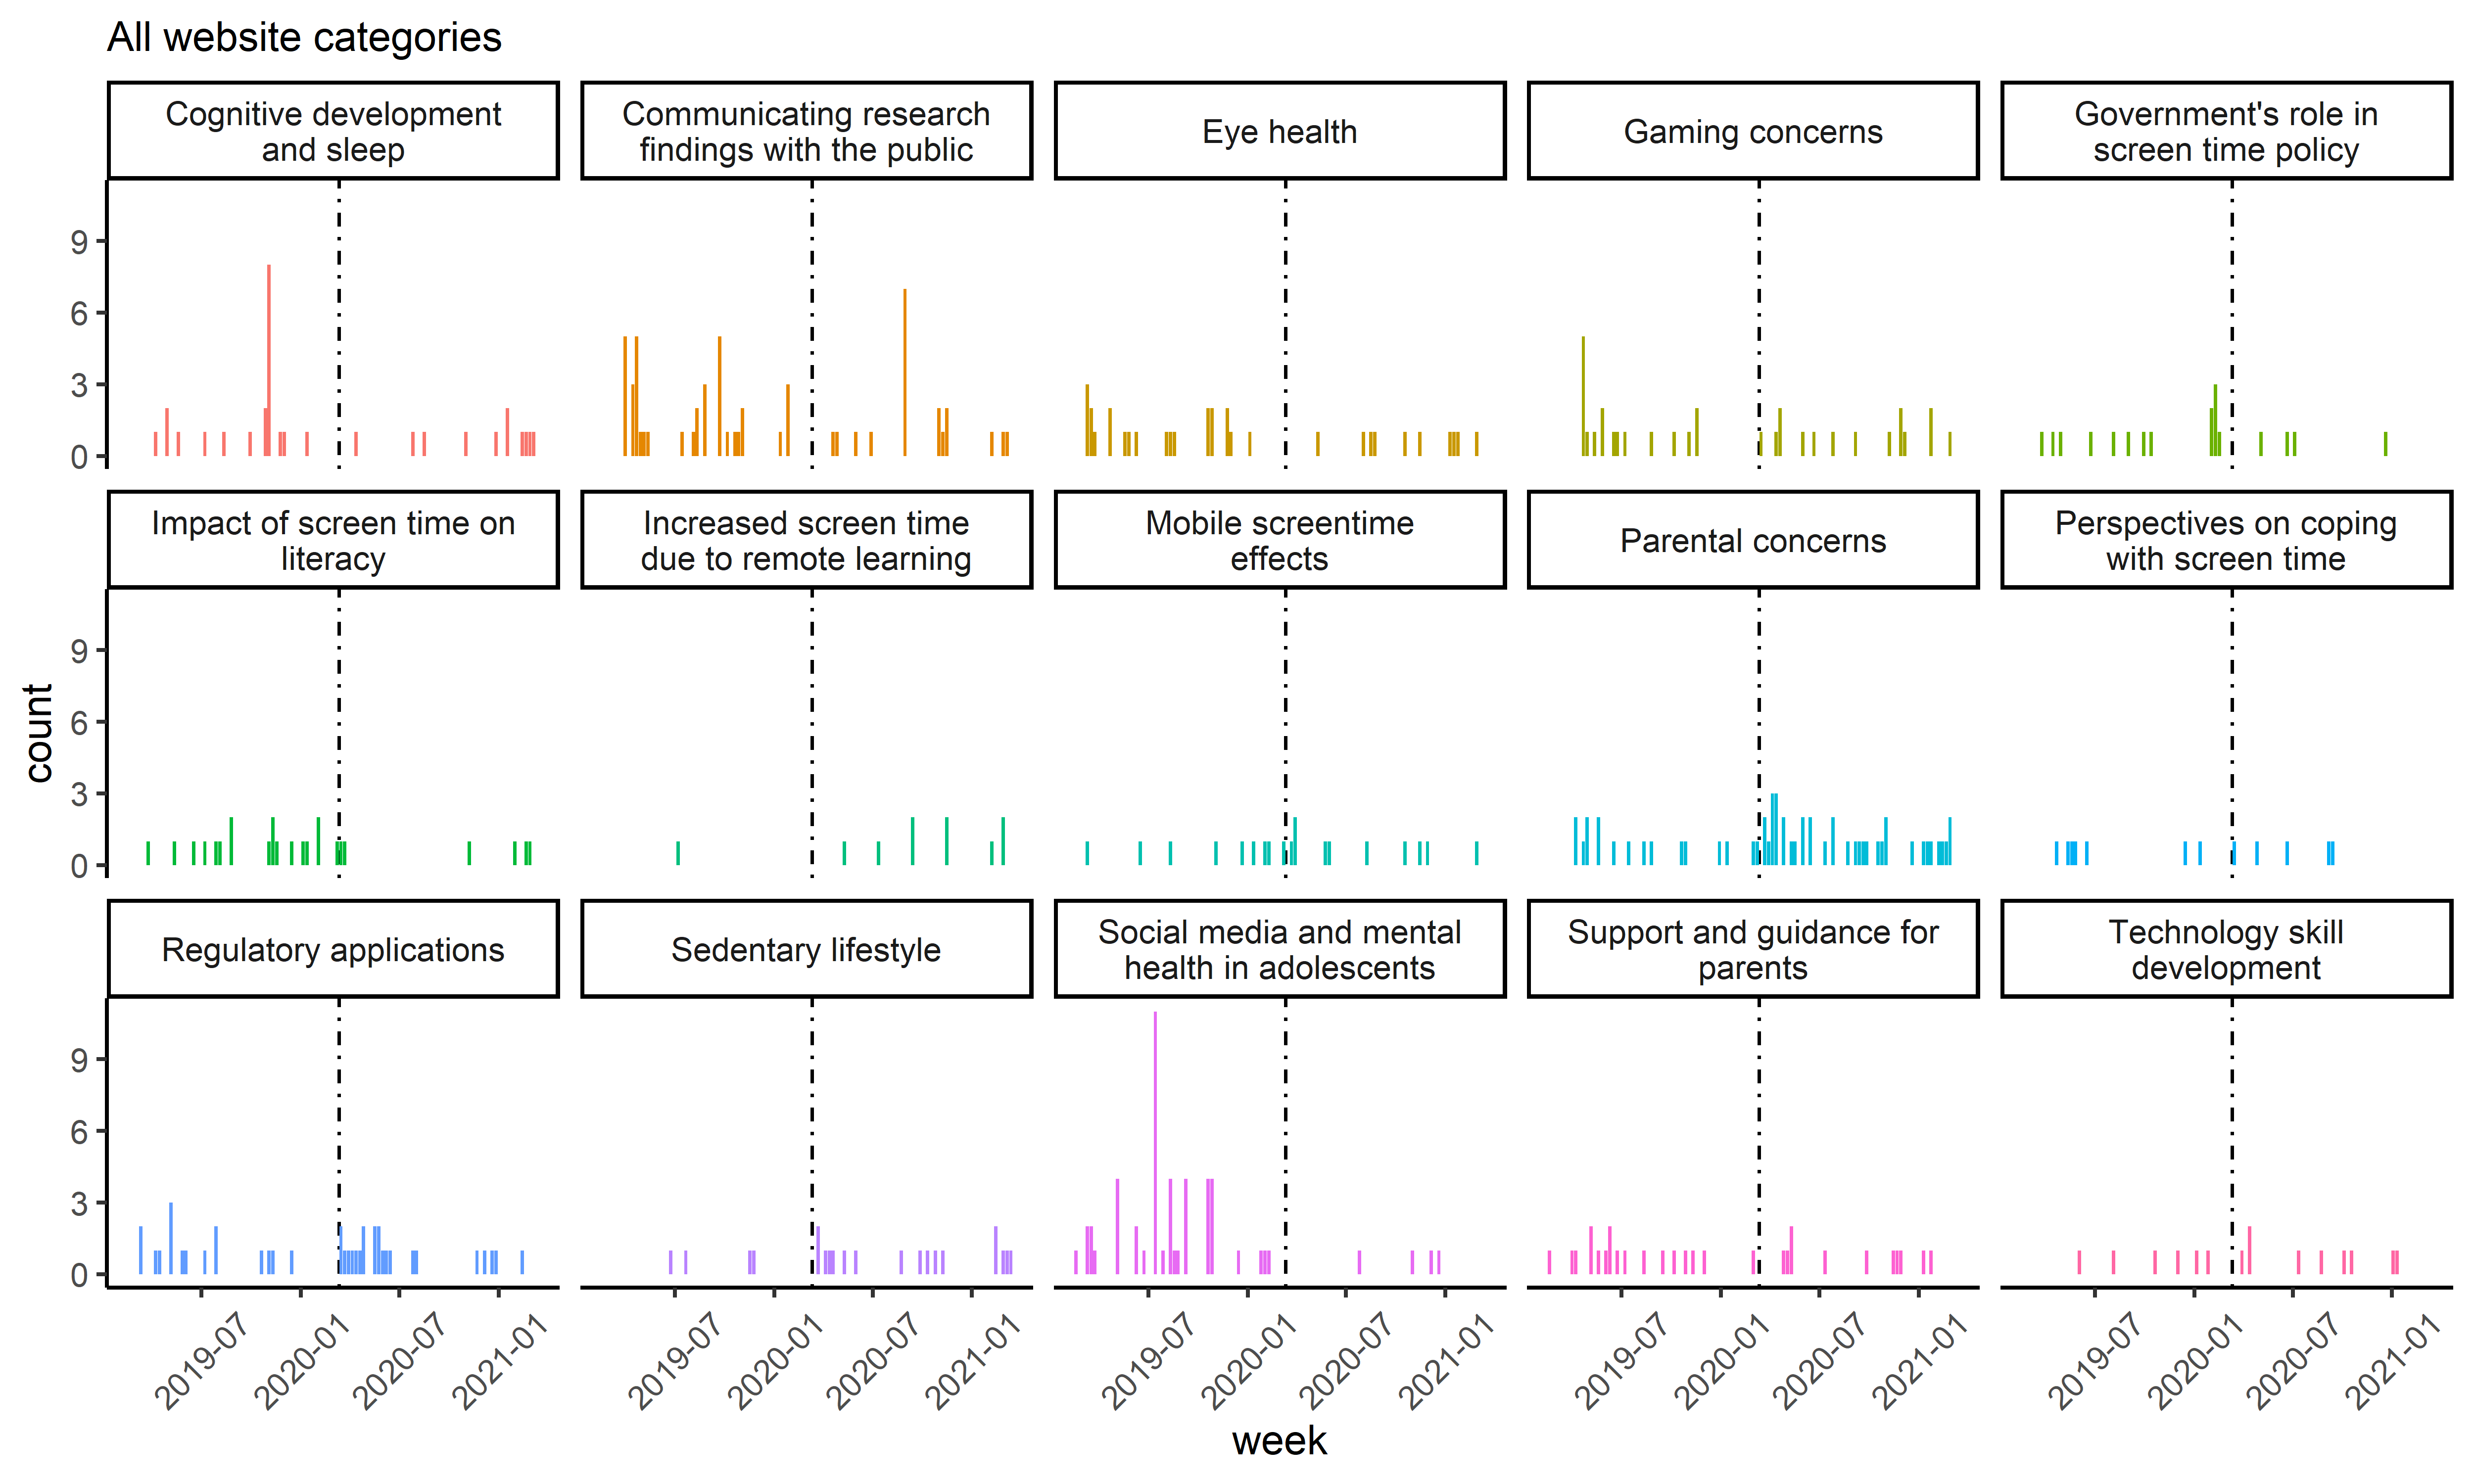 All website categories
Cognitive development
and sleep
Communicating research
findings with the public
Eye health
Gaming concerns
Government's role in
screen time policy
9
6
3
0
Impact of screen time on
literacy
Increased screen time
due to remote learning
Mobile screentime
effects
Parental concerns
Perspectives on coping
with screen time
count
9
6
3
0
Regulatory applications
Sedentary lifestyle
Social media and mental
health in adolescents
Support and guidance for
parents
Technology skill
development
9
6
3
0
2019-07
2020-01
2020-07
2021-01
2019-07
2020-01
2020-07
2021-01
2019-07
2020-01
2020-07
2021-01
2019-07
2020-01
2020-07
2021-01
2019-07
2020-01
2020-07
2021-01
week